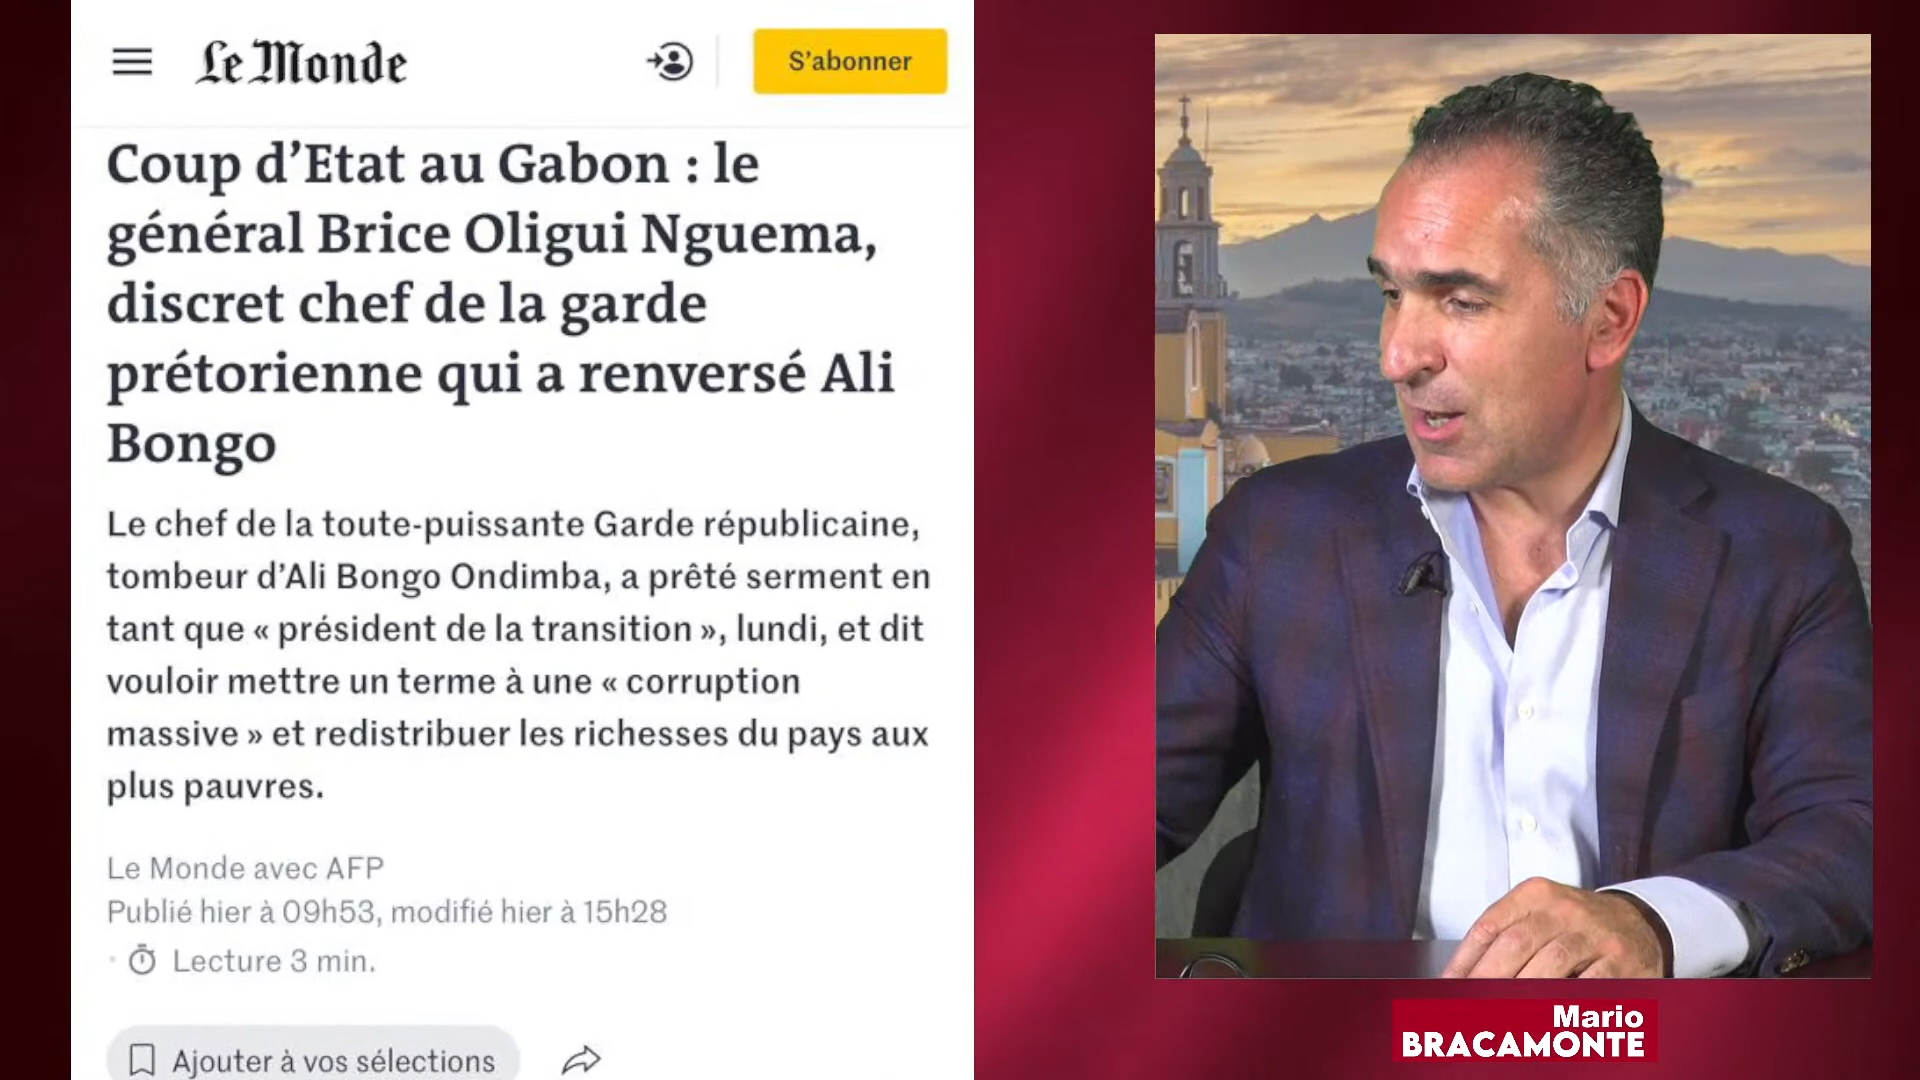 Le Monde
S’abonner
Coup d’Etat au Gabon : le
général Brice Oligui Nguema,
discret chef de la garde
prétorienne qui a renversé Ali
Bongo
Le chef de la toute-puissante Garde républicaine,
tombeur d’Ali Bongo Ondimba, a prêté serment en
tant que « président de la transition », lundi, et dit
vouloir mettre un terme à une « corruption
massive » et redistribuer les richesses du pays aux
plus pauvres.
Le Monde avec AFP
Publié hier à 09h53, modifié hier à 15h28
Lecture 3 min.
Ajouter à vos sélections
Mario
BRACAMONTE